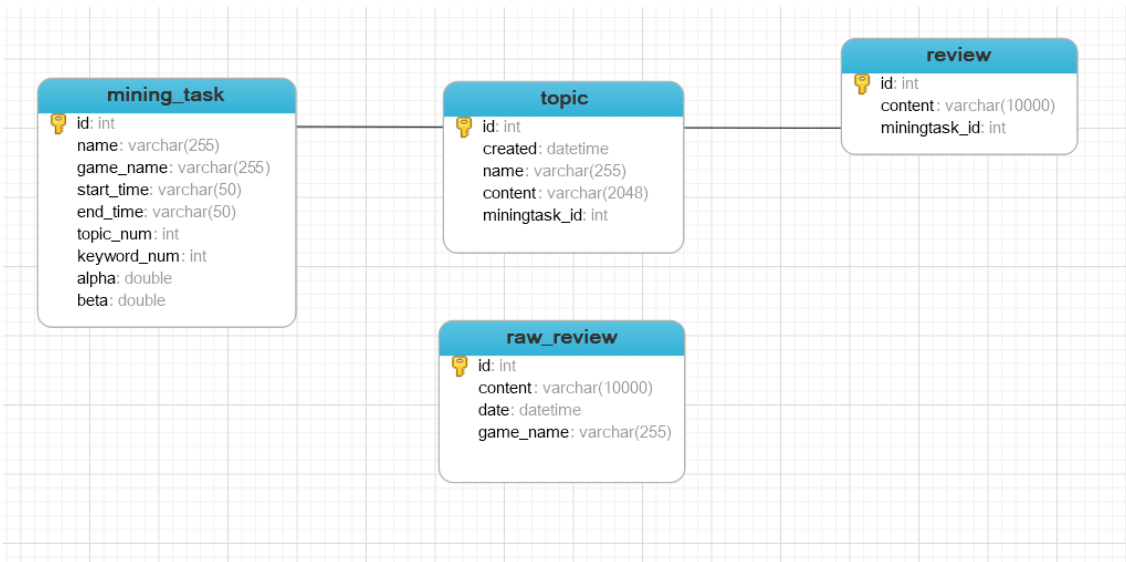 mining_task
id: int
name: varchar(255)
game_name: varchar(255)
start_time: varchar(50)
end_time: varchar(50)
topic_num: int
keyword_num: int
alpha: double
beta: double
topic
id: int
created: datetime
name: varchar(255)
content: varchar(2048)
miningtask_id: int
review
id: int
content: varchar(10000)
miningtask_id: int
raw_review
id: int
content: varchar(10000)
date: datetime
game_name: varchar(255)